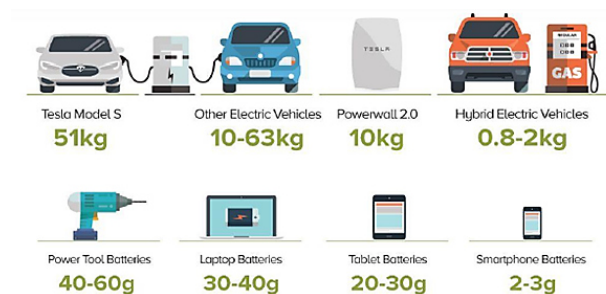 TESLA
REGULAR
GAS
Tesla Model S
Other Electric Vehicles
Powerwall 2.0
Hybrid Electric Vehicles
51kg
10-63kg
10kg
0.8-2kg
Power Tool Batteries
Laptop Batteries
Tablet Batteries
Smartphone Batteries
40-60g
30-40g
20-30g
2-3g